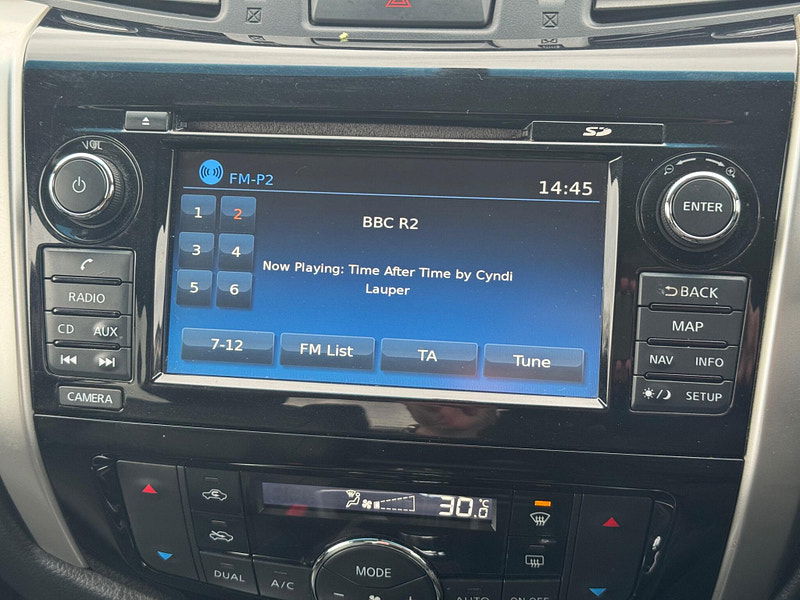 VOL
SD
FM-P2
14:45
1 2
BBC R2
3 4
Now Playing: Time After Time by Cyndi
Lauper
5 6
7-12
FM List
TA
Tune
RADIO
CD AUX
CAMERA
ENTER
BACK
MAP
NAV INFO
SETUP
30.0 °C
DUAL
A/C
MODE
AUTO
ON·OFF